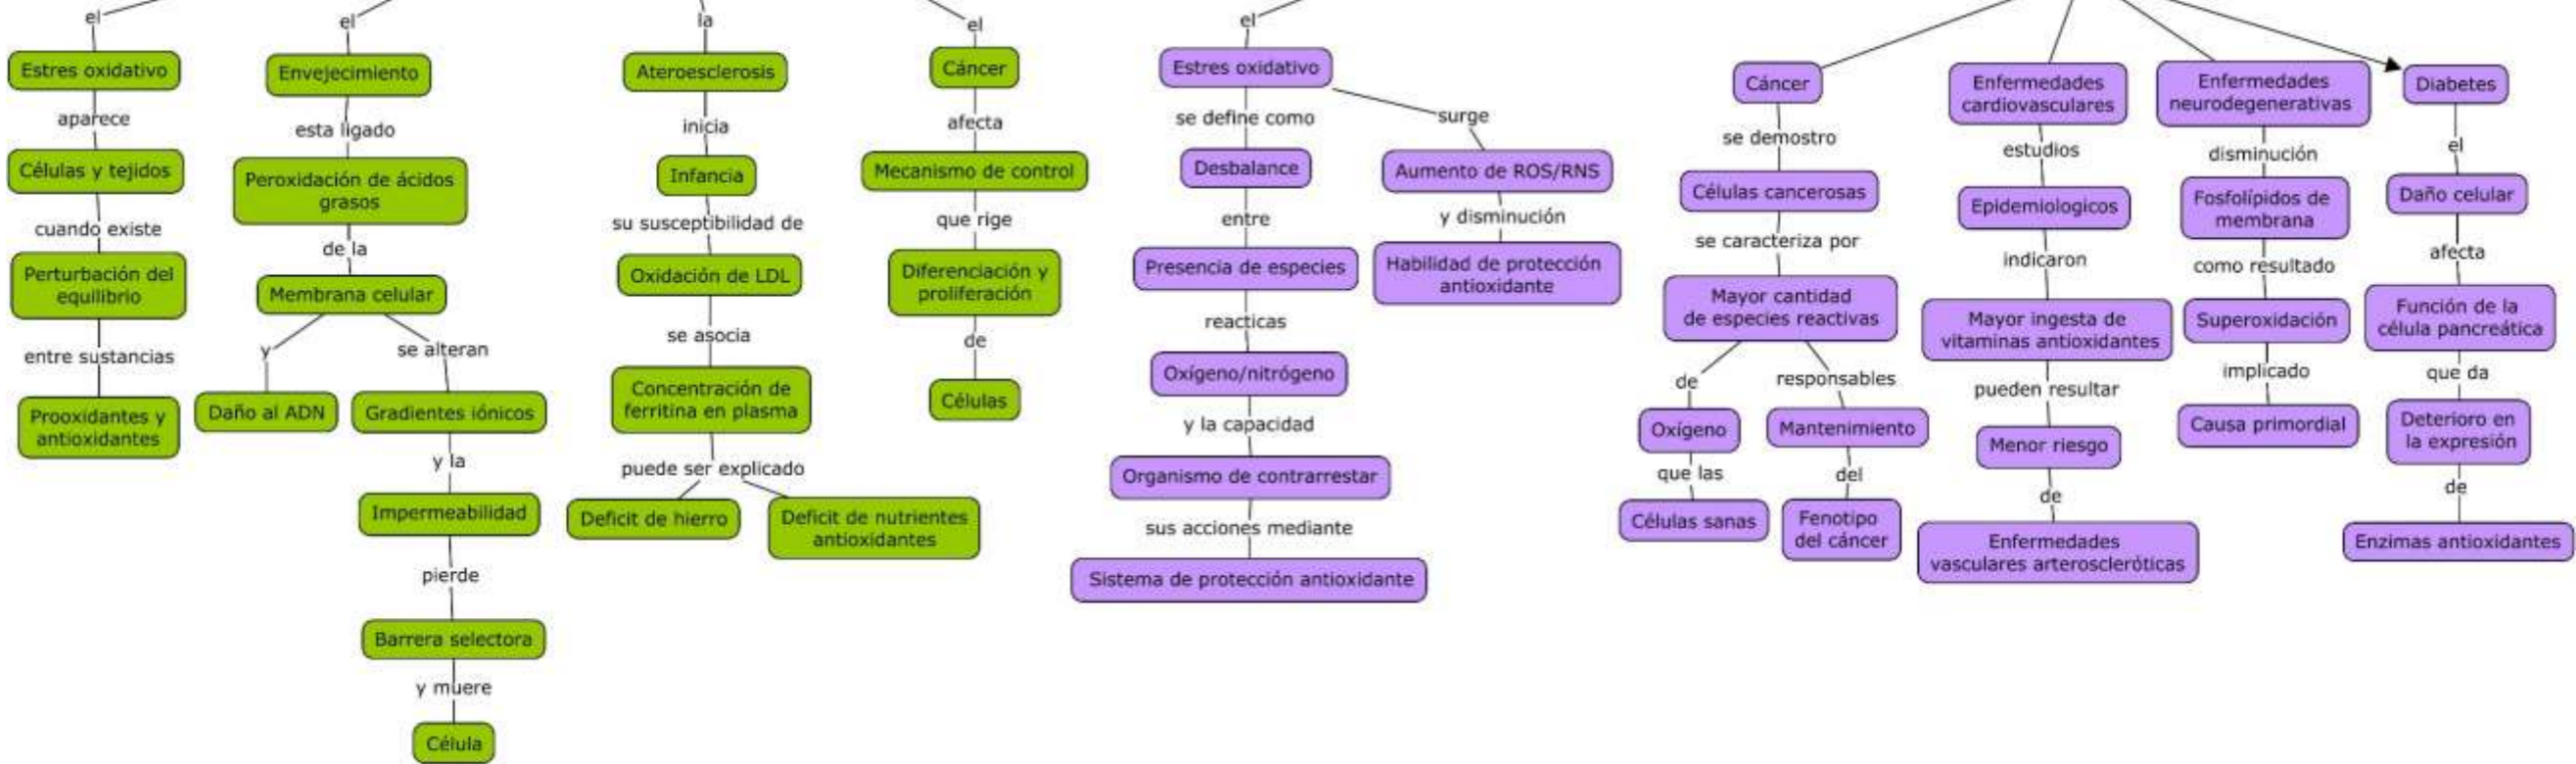 el
Estres oxidativo
aparece
Células y tejidos
cuando existe
Perturbación del
equilibrio
entre sustancias
Prooxidantes y
antioxidantes
el
Envejecimiento
esta ligado
Peroxidación de ácidos
grasos
de la
Membrana celular
y
Daño al ADN
se alteran
Gradientes iónicos
y la
Impermeabilidad
pierde
Barrera selectora
y muere
Célula
la
Ateroesclerosis
inicia
Infancia
su susceptibilidad de
Oxidación de LDL
se asocia
Concentración de
ferritina en plasma
puede ser explicado
Deficit de hierro
Deficit de nutrientes
antioxidantes
el
Cáncer
afecta
Mecanismo de control
que rige
Diferenciación y
proliferación
de
Células
el
Estres oxidativo
se define como
Desbalance
entre
Presencia de especies
reacticas
Oxígeno/nitrógeno
y la capacidad
Organismo de contrarrestar
sus acciones mediante
Sistema de protección antioxidante
surge
Aumento de ROS/RNS
y disminución
Habilidad de protección
antioxidante
Cáncer
se demostro
Células cancerosas
se caracteriza por
Mayor cantidad
de especies reactivas
de
Oxígeno
que las
Células sanas
responsables
Mantenimiento
del
Fenotipo
del cáncer
Enfermedades
cardiovasculares
estudios
Epidemiologicos
indicaron
Mayor ingesta de
vitaminas antioxidantes
pueden resultar
Menor riesgo
de
Enfermedades
vasculares arteroscleróticas
Enfermedades
neurodegenerativas
disminución
Fosfolípidos de
membrana
como resultado
Superoxidación
implicado
Causa primordial
Diabetes
el
Daño celular
afecta
Función de la
célula pancreática
que da
Deterioro en
la expresión
de
Enzimas antioxidantes